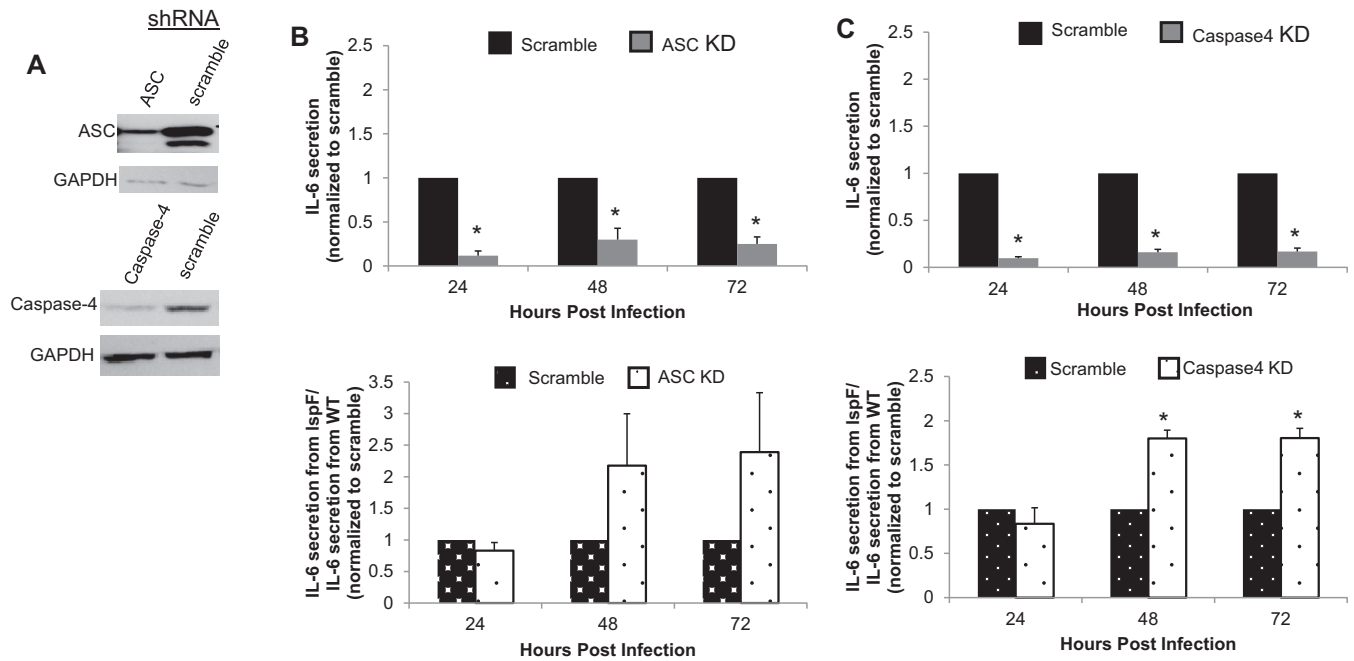 shRNA
A
ASC
scramble
ASC
GAPDH
Caspase-4
scramble
Caspase-4
GAPDH
B
Scramble
ASC KD
IL-6 secretion
(normalized to scramble)
2.5
2
1.5
1
0.5
0
*
*
*
24
48
72
Hours Post Infection
Scramble
ASC KD
IL-6 secretion from IspF/
IL-6 secretion from WT
(normalized to scramble)
3.5
3
2.5
2
1.5
1
0.5
0
24
48
72
Hours Post Infection
C
Scramble
Caspase4 KD
IL-6 secretion
(normalized to scramble)
2.5
2
1.5
1
0.5
0
*
*
*
24
48
72
Hours Post Infection
Scramble
Caspase4 KD
IL-6 secretion from IspF/
IL-6 secretion from WT
(normalized to scramble)
2.5
2
1.5
1
0.5
0
*
*
24
48
72
Hours Post Infection